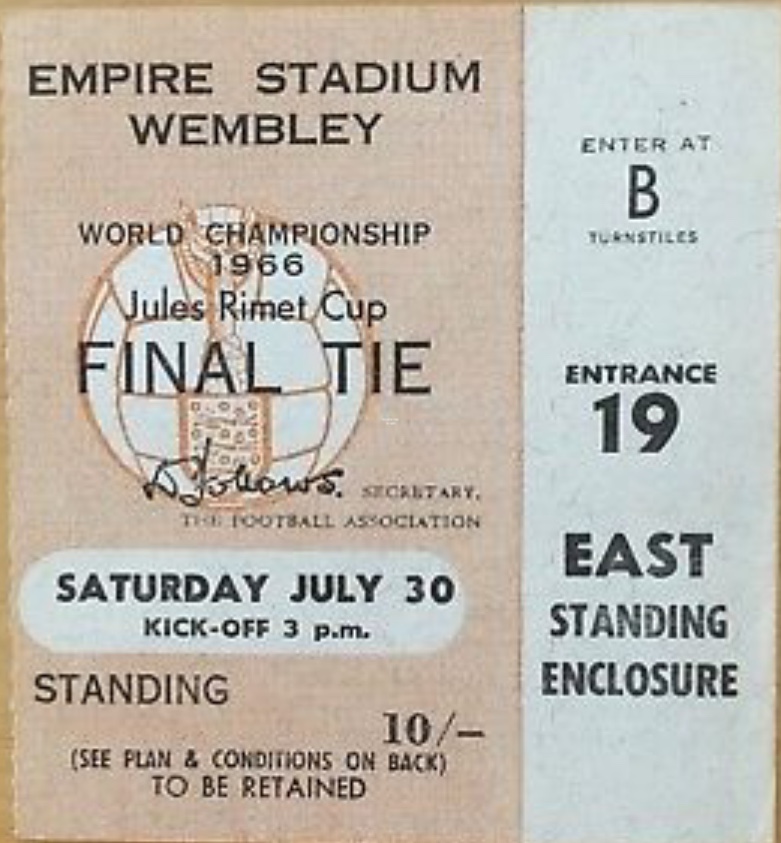 EMPIRE STADIUM
WEMBLEY
WORLD CHAMPIONSHIP
1966
Jules Rimet Cup
FINAL TIE
D Follows. SECRETARY,
THE FOOTBALL ASSOCIATION
SATURDAY JULY 30
KICK-OFF 3 p.m.
STANDING
10/–
(SEE PLAN & CONDITIONS ON BACK)
TO BE RETAINED
ENTER AT
B
TURNSTILES
ENTRANCE
19
EAST
STANDING
ENCLOSURE